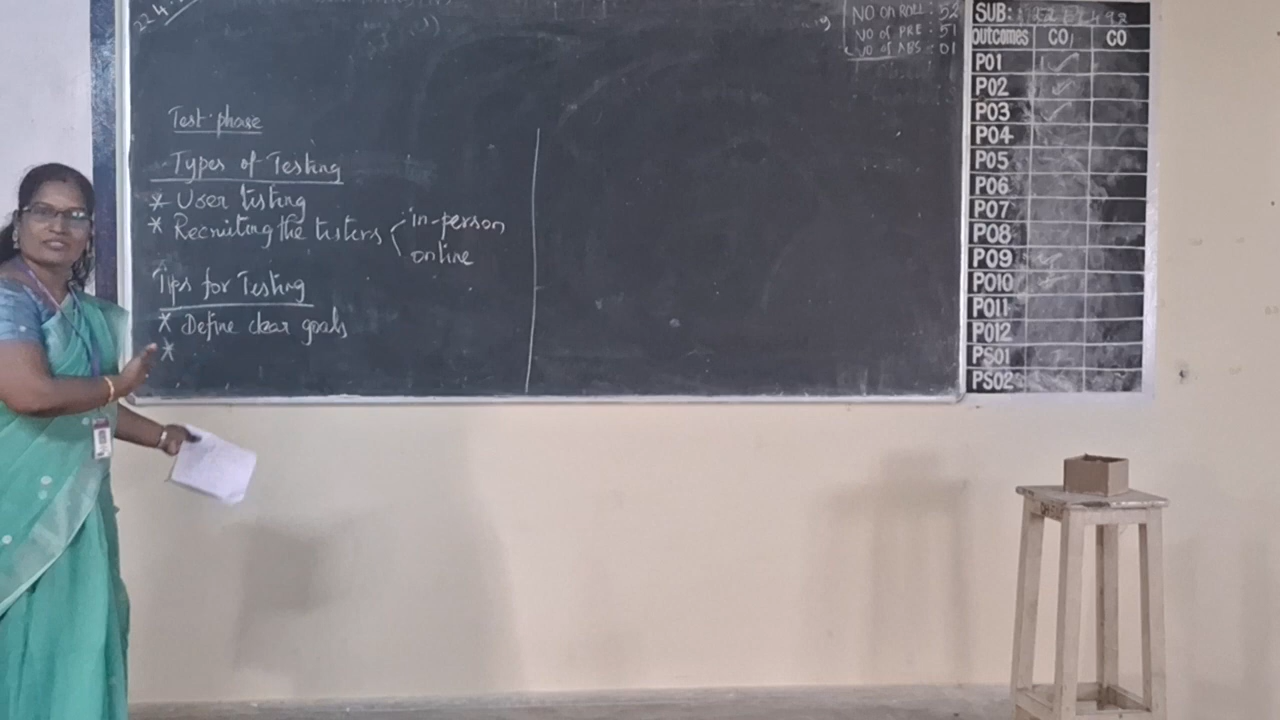 Test phase
Types of Testing
* User testing
* Recruiting the testers
in-person
online
Tips for Testing
* Define clear goals
*
NO ON ROLL : 52
NO of PRE : 51
NO of ABS : 01
SUB:
OUTCOMES CO1 CO
PO1 ✓
PO2 ✓
PO3 ✓
PO4
PO5
PO6
PO7
PO8
PO9 ✓
PO10 ✓
PO11
PO12
PSO1
PSO2